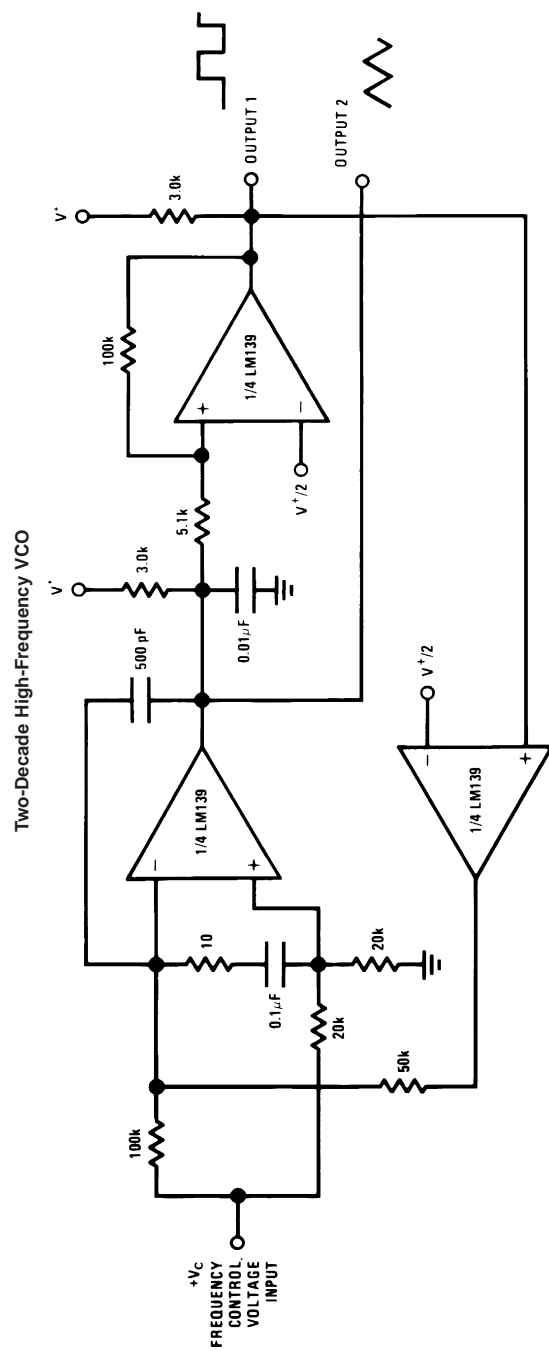 Two-Decade High-Frequency VCO
V+
V+
100k
3.0k
500 pF
3.0k
5.1k
OUTPUT 1
100k
10
0.1µF
20k
20k
50k
−
+
1/4 LM139
0.01µF
+
−
1/4 LM139
V+/2
OUTPUT 2
+VC
FREQUENCY
CONTROL.
VOLTAGE
INPUT
V+/2
−
+
1/4 LM139